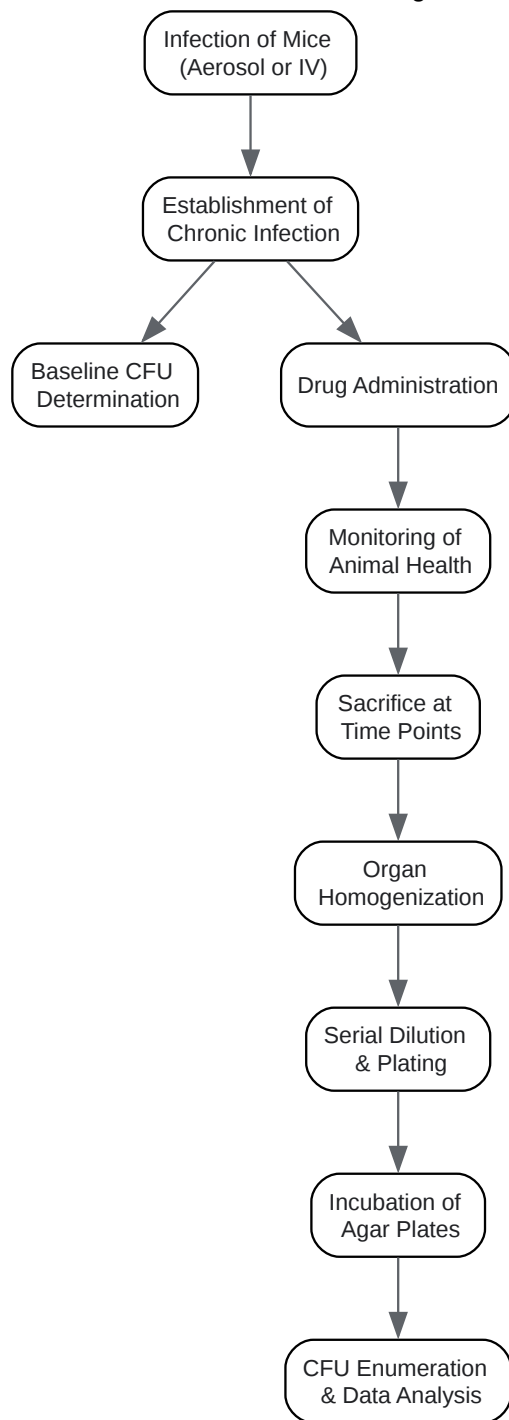 Infection of Mice
(Aerosol or IV)
Establishment of
Chronic Infection
Baseline CFU
Determination
Drug Administration
Monitoring of
Animal Health
Sacrifice at
Time Points
Organ
Homogenization
Serial Dilution
& Plating
Incubation of
Agar Plates
CFU Enumeration
& Data Analysis